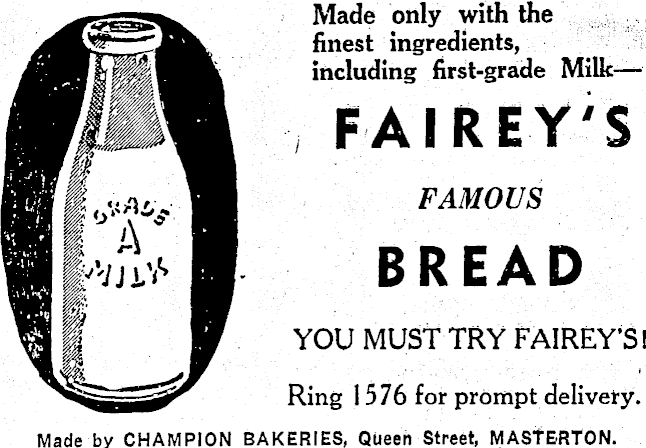 Made only with the
finest ingredients,
including first-grade Milk—
FAIREY'S
FAMOUS
BREAD
YOU MUST TRY FAIREY'S!
Ring 1576 for prompt delivery.
GRADE
A
MILK
Made by CHAMPION BAKERIES, Queen Street, MASTERTON.